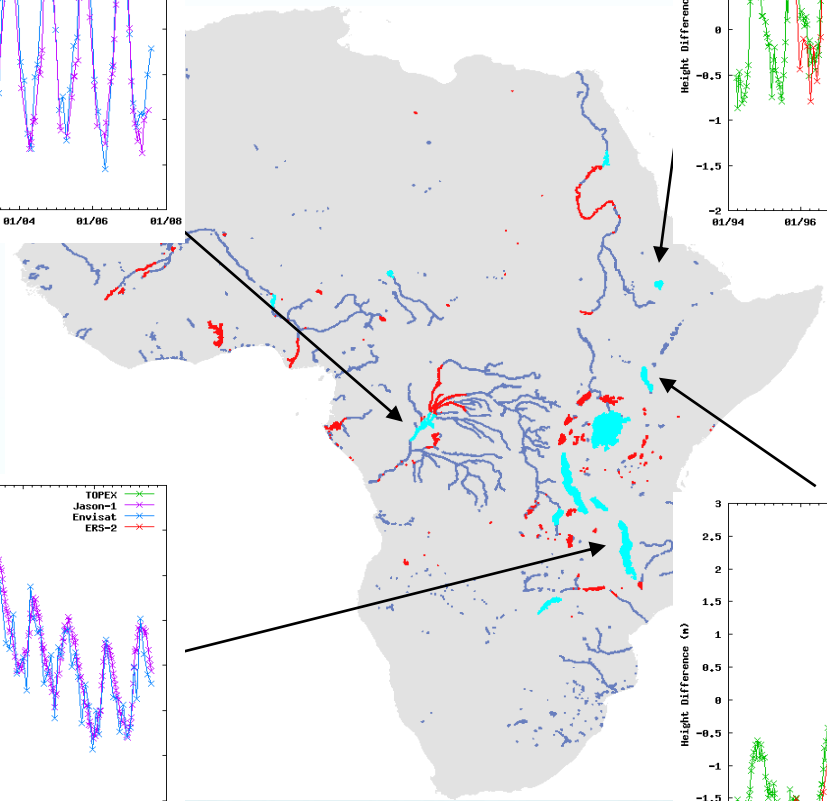 01/04 01/06 01/08
Height Differenc
0
-0,5
-1
-1,5
-2
01/94 01/96
TOPEX
Jason-1
Envisat
ERS-2
Height Difference (m)
3
2,5
2
1,5
1
0,5
0
-0,5
-1
-1,5